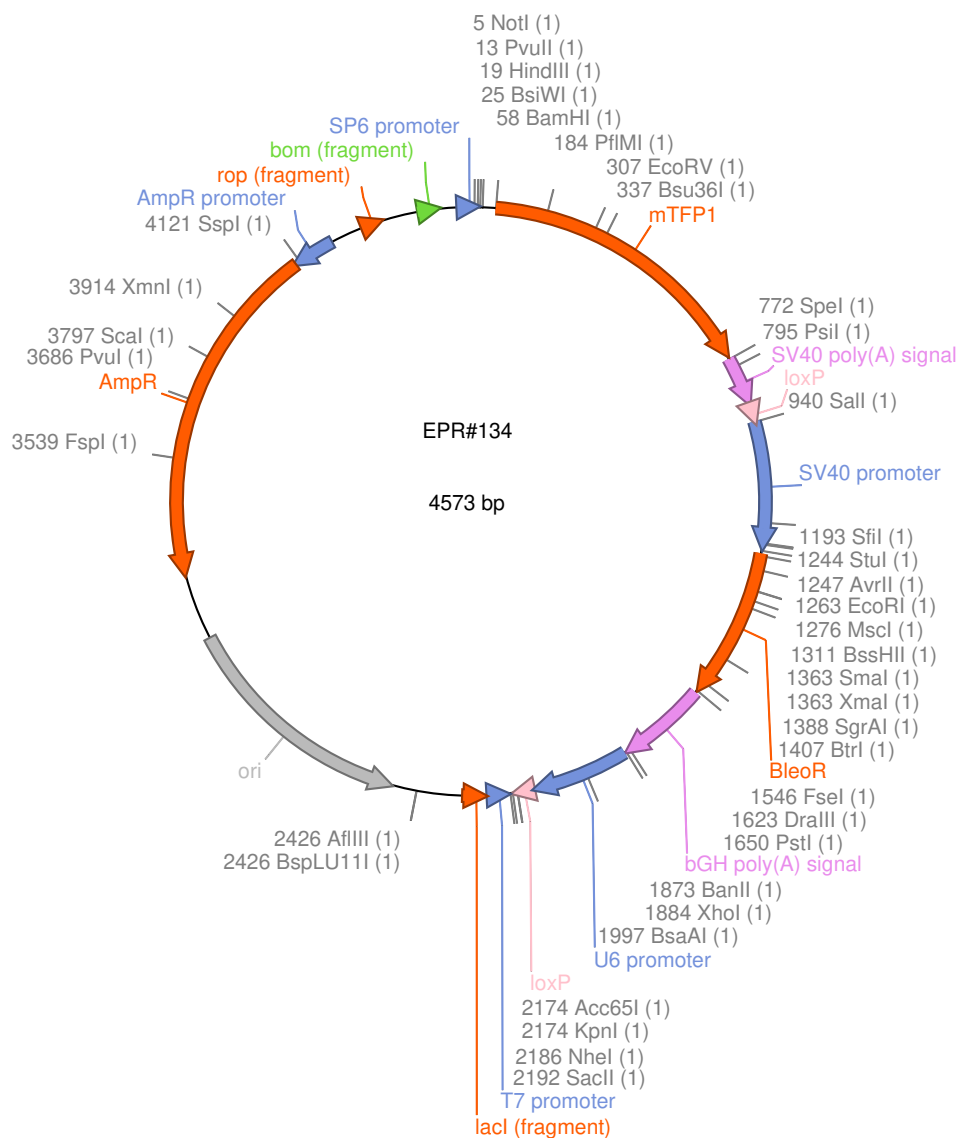 5 NotI (1)
13 PvuII (1)
19 HindIII (1)
25 BsiWI (1)
58 BamHI (1)
184 PflMI (1)
307 EcoRV (1)
337 Bsu36I (1)
mTFP1
772 SpeI (1)
795 PsiI (1)
SV40 poly(A) signal
loxP
940 SalI (1)
SV40 promoter
1193 SfiI (1)
1244 StuI (1)
1247 AvrII (1)
1263 EcoRI (1)
1276 MscI (1)
1311 BssHII (1)
1363 SmaI (1)
1363 XmaI (1)
1388 SgrAI (1)
1407 BtrI (1)
BleoR
1546 FseI (1)
1623 DraIII (1)
1650 PstI (1)
bGH poly(A) signal
1873 BanII (1)
1884 XhoI (1)
1997 BsaAI (1)
U6 promoter
loxP
2174 Acc65I (1)
2174 KpnI (1)
2186 NheI (1)
2192 SacII (1)
T7 promoter
lacI (fragment)
2426 AflIII (1)
2426 BspLU11I (1)
ori
3539 FspI (1)
AmpR
3686 PvuI (1)
3797 ScaI (1)
3914 XmnI (1)
4121 SspI (1)
AmpR promoter
rop (fragment)
bom (fragment)
SP6 promoter
EPR#134
4573 bp